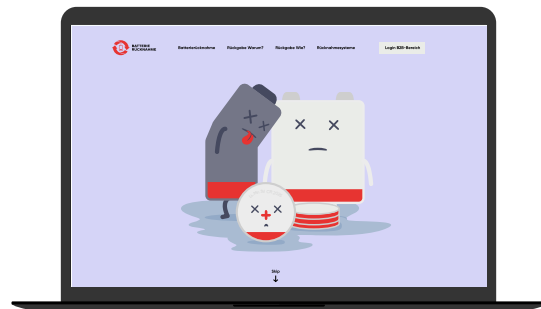 BATTERIE
RÜCKNAHME
Batterierücknahme Rückgabe Warum? Rückgabe Wie? Rücknahmesysteme Login B2B-Bereich
Skip